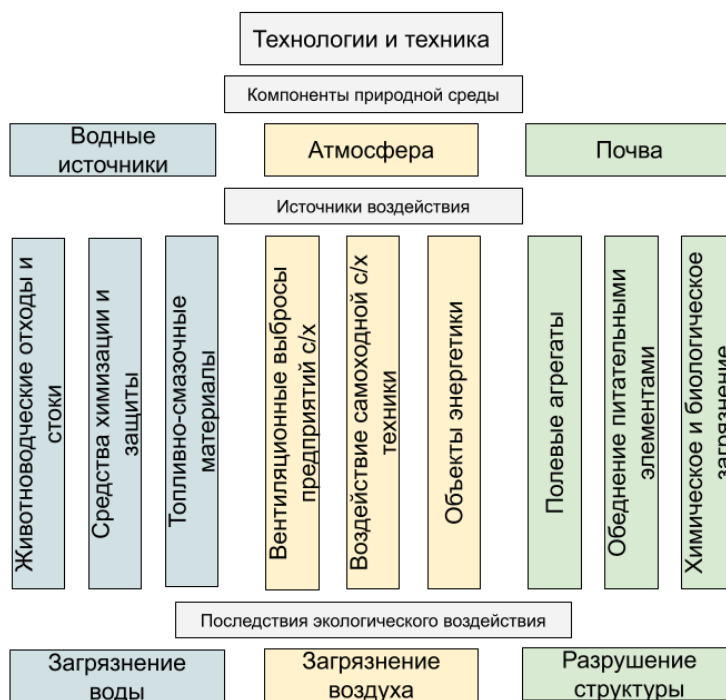 Технологии и техника
Компоненты природной среды
Водные
источники
Атмосфера
Почва
Источники воздействия
Животноводческие отходы и
стоки
Средства химизации и
защиты
Топливно-смазочные
материалы
Вентиляционные выбросы
предприятий с/х
Воздействие самоходной с/х
техники
Объекты энергетики
Полевые агрегаты
Обеднение питательными
элементами
Химическое и биологическое
загрязнение
Последствия экологического воздействия
Загрязнение
воды
Загрязнение
воздуха
Разрушение
структуры